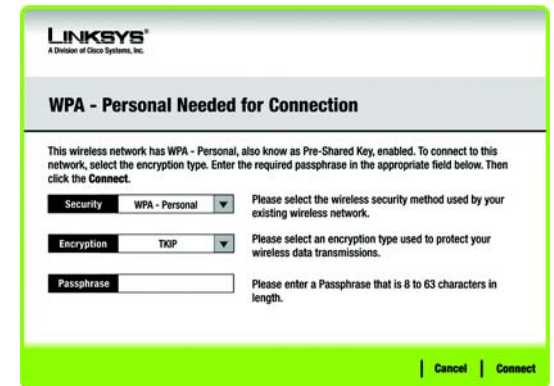 LINKSYS®
A Division of Cisco Systems, Inc.
WPA - Personal Needed for Connection
This wireless network has WPA - Personal, also know as Pre-Shared Key, enabled. To connect to this
network, select the encryption type. Enter the required passphrase in the appropriate field below. Then
click the Connect.
Security WPA - Personal
Please select the wireless security method used by your
existing wireless network.
Encryption TKIP
Please select an encryption type used to protect your
wireless data transmissions.
Passphrase
Please enter a Passphrase that is 8 to 63 characters in
length.
Cancel Connect